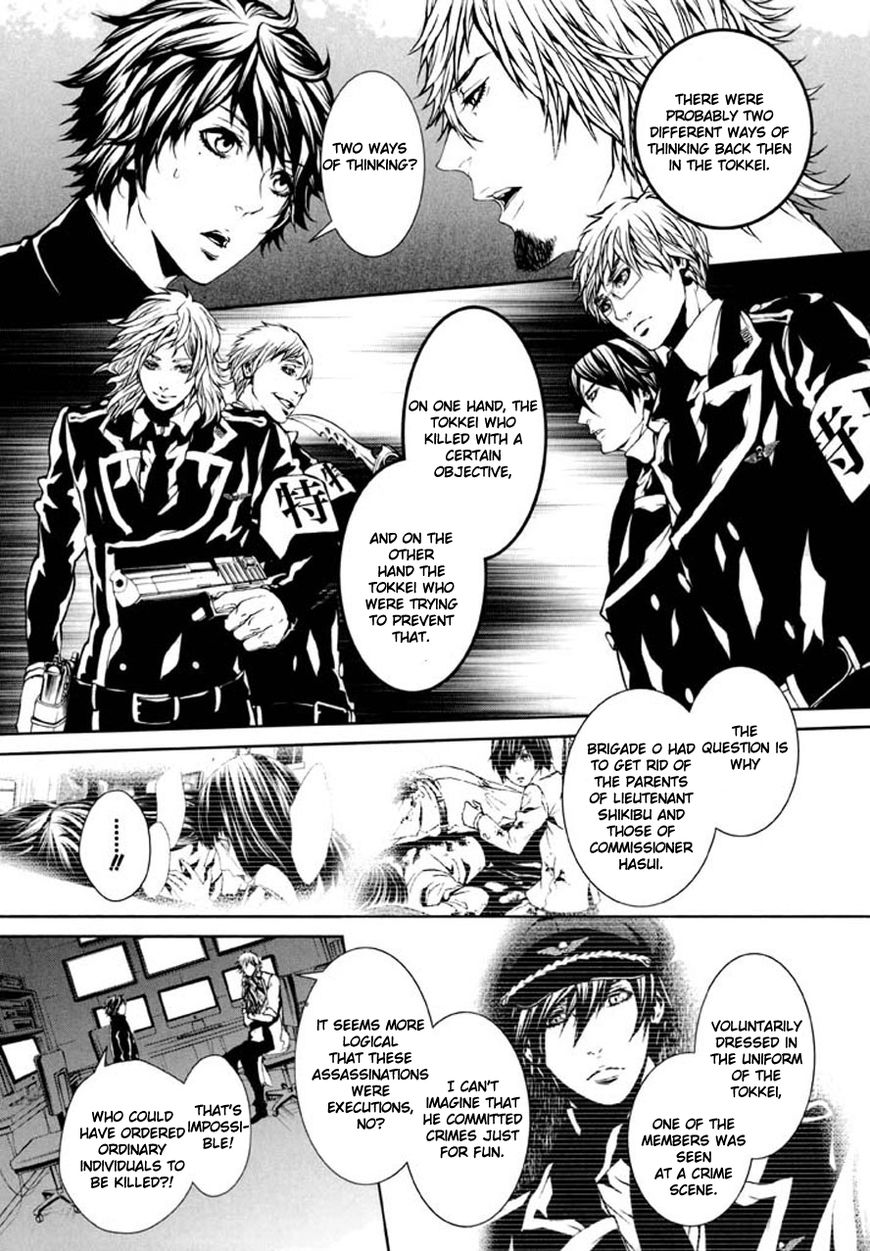 THERE WERE
PROBABLY TWO
DIFFERENT WAYS OF
THINKING BACK THEN
IN THE TOKKEI.
TWO WAYS
OF THINKING?
ON ONE HAND, THE
TOKKEI WHO
KILLED WITH A
CERTAIN
OBJECTIVE,
AND ON THE
OTHER
HAND THE
TOKKEI WHO
WERE TRYING
TO PREVENT
THAT.
特
特
THE
QUESTION IS
WHY
BRIGADE 0 HAD
TO GET RID OF
THE PARENTS
OF LIEUTENANT
SHIKIBU AND
THOSE OF
COMMISSIONER
HASUI.
......!!
VOLUNTARILY
DRESSED IN
THE UNIFORM
OF THE
TOKKEI,
ONE OF THE
MEMBERS WAS
SEEN
AT A CRIME
SCENE.
I CAN'T
IMAGINE THAT
HE COMMITTED
CRIMES JUST
FOR FUN.
IT SEEMS MORE
LOGICAL
THAT THESE
ASSASSINATIONS
WERE
EXECUTIONS,
NO?
THAT'S
IMPOSSI-
BLE!
WHO COULD
HAVE ORDERED
ORDINARY
INDIVIDUALS TO
BE KILLED?!